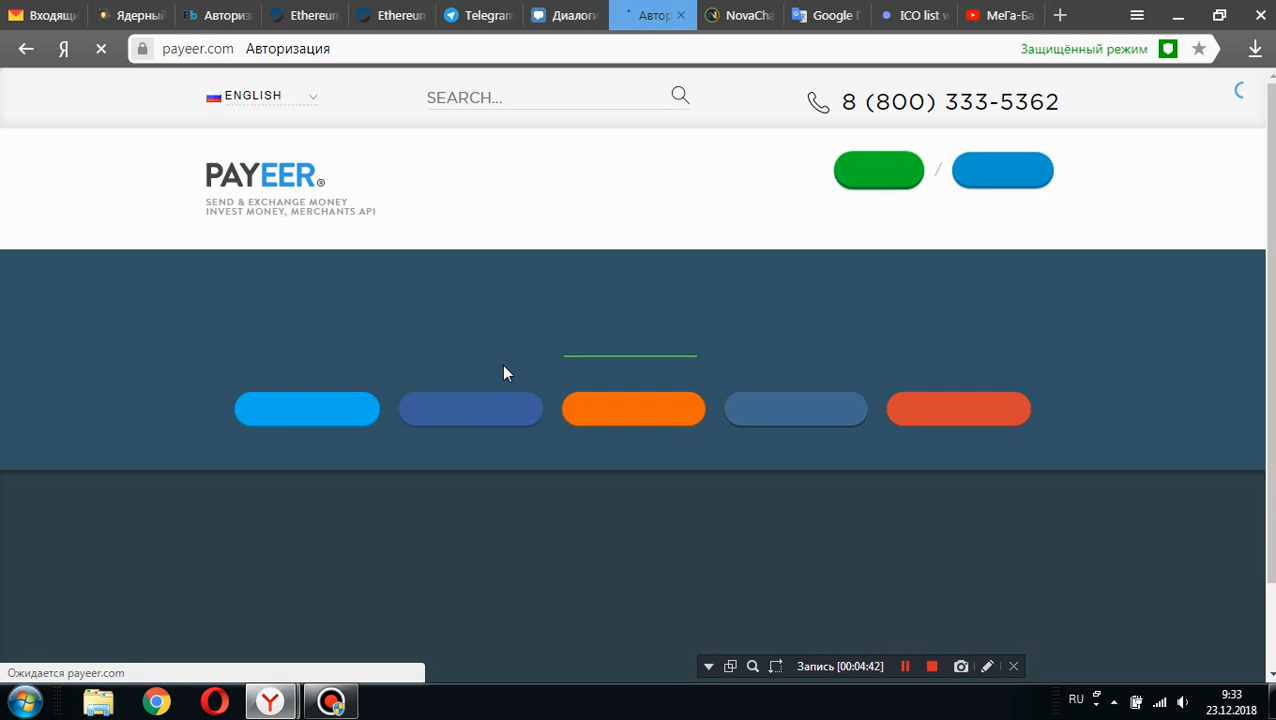 Входящи
Ядерный
Eb Авториз
Ethereum
Ethereum
Telegram
Диалоги
Автор
NovaCha
Google П
ICO list w
МеГа-Ба
Я
payeer.com Авторизация
Защищённый режим
ENGLISH
SEARCH...
8 (800) 333-5362
PAYEER®
/
SEND & EXCHANGE MONEY
INVEST MONEY, MERCHANTS API
Запись [00:04:42]
Ожидается payeer.com
RU
9:33
23.12.2018